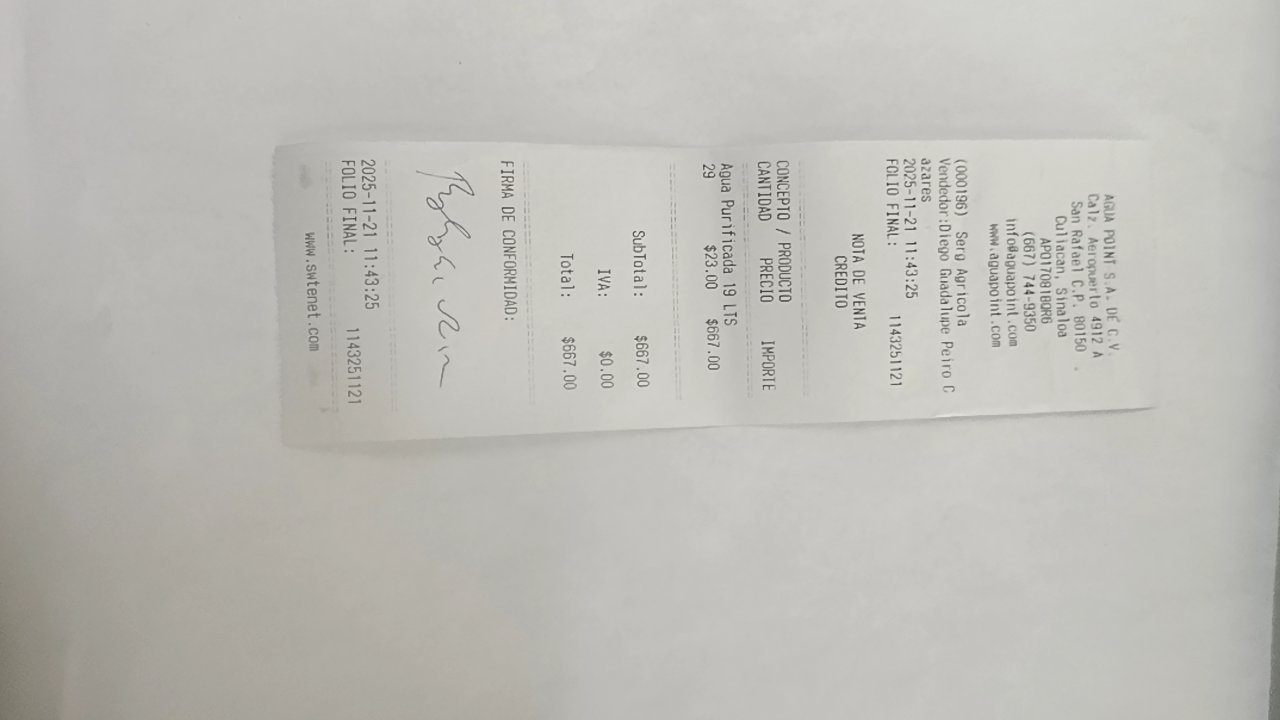 AGUA POINT S.A. DE C.V.
Calz. Aeropuerto 4912 A
San Rafael C.P. 80150
Culiacan, Sinaloa
APO170818QR6
(667) 744-9350
info@aguapoint.com
www.aguapoint.com
(000196) Serg Agricola
Vendedor:Diego Guadalupe Peiro C
azares
2025-11-21 11:43:25
FOLIO FINAL: 1143251121
NOTA DE VENTA
CREDITO
CONCEPTO / PRODUCTO
CANTIDAD PRECIO IMPORTE
Agua Purificada 19 LTS
29 $23.00 $667.00
SubTotal: $667.00
IVA: $0.00
Total: $667.00
FIRMA DE CONFORMIDAD:
2025-11-21 11:43:25
FOLIO FINAL: 1143251121
www.swtenet.com